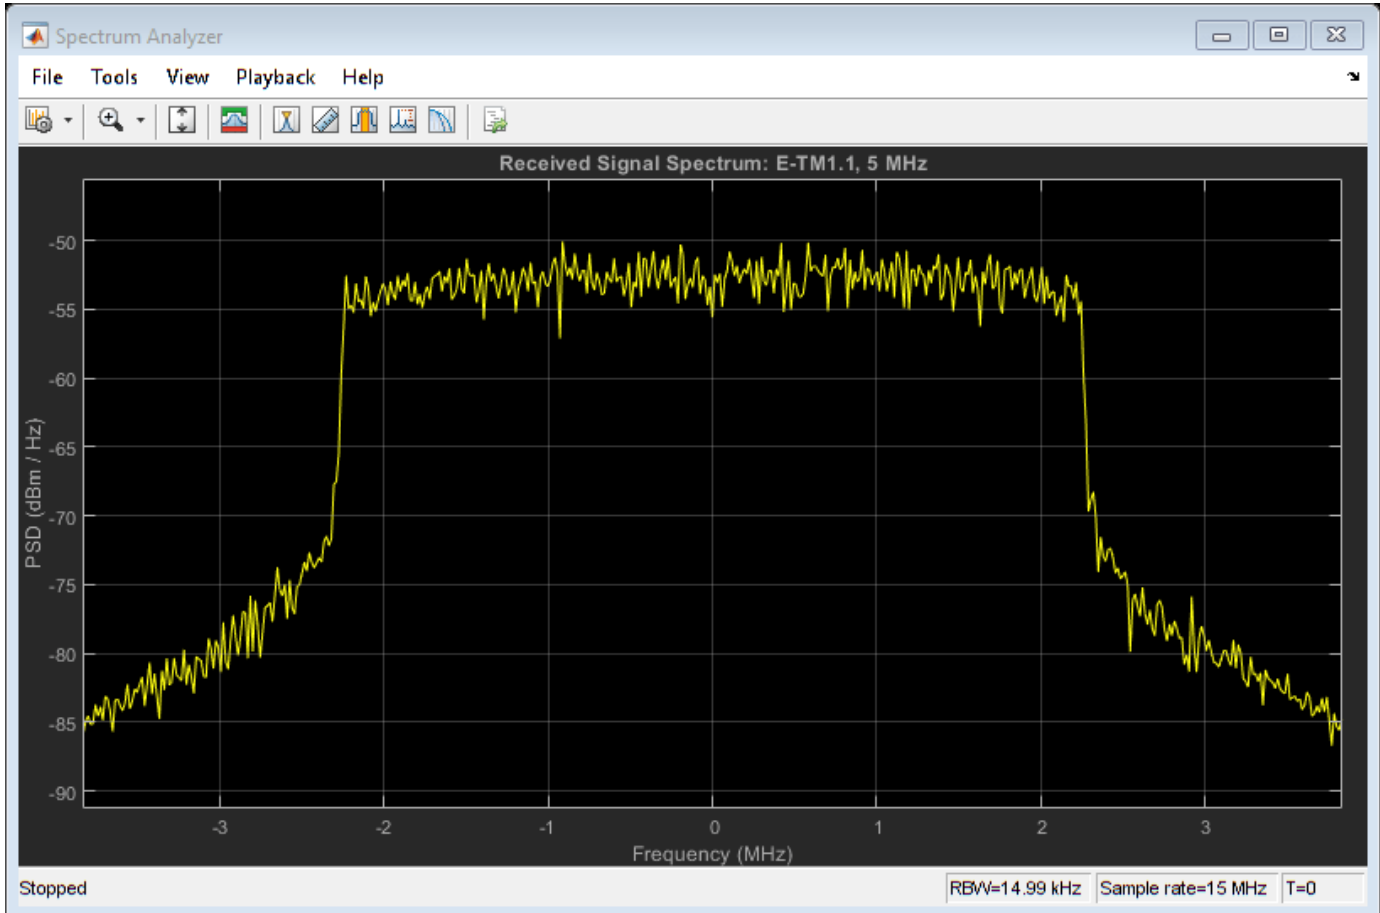 Spectrum Analyzer
File Tools View Playback Help
Received Signal Spectrum: E-TM1.1, 5 MHz
-50
-55
-60
-65
-70
-75
-80
-85
-90
PSD (dBm / Hz)
-3 -2 -1 0 1 2 3
Frequency (MHz)
Stopped RBW=14.99 kHz Sample rate=15 MHz T=0